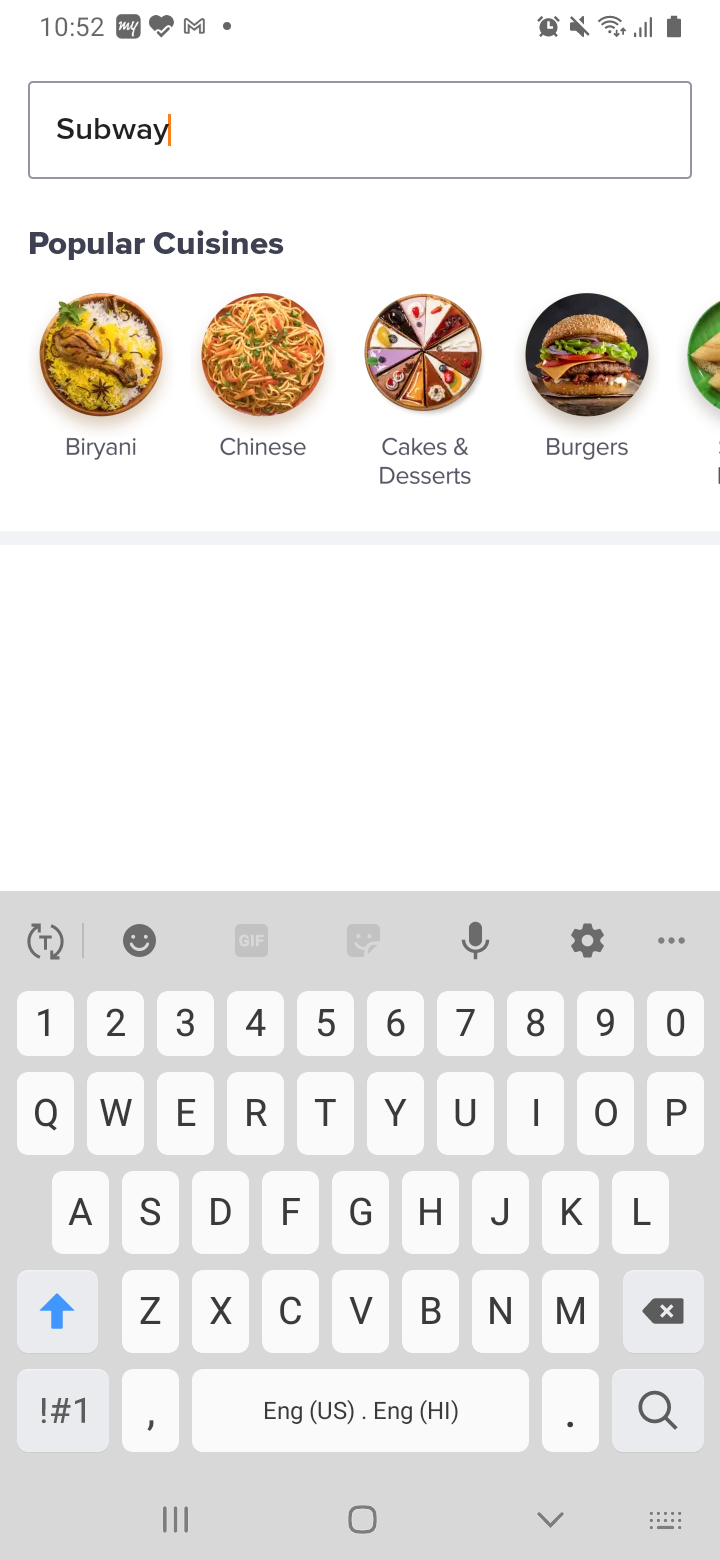 10:52 my
Subway
Popular Cuisines
Biryani
Chinese
Cakes &
Desserts
Burgers
T
GIF
1 2 3 4 5 6 7 8 9 0
Q W E R T Y U I O P
A S D F G H J K L
Z X C V B N M
!#1 , Eng (US) . Eng (HI) .